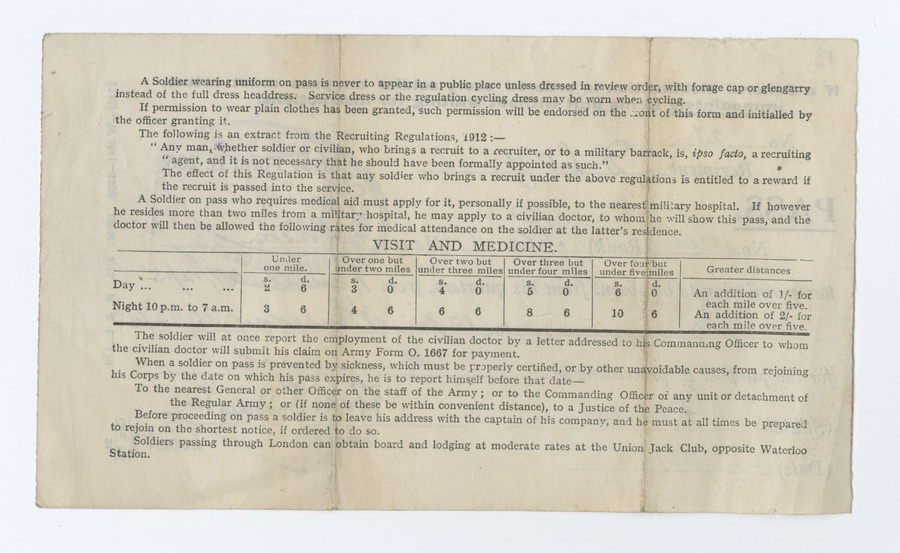 A Soldier wearing uniform on pass is never to appear in a public place unless dressed in review order, with forage cap or glengarry
instead of the full dress headdress. Service dress or the regulation cycling dress may be worn when cycling.
If permission to wear plain clothes has been granted, such permission will be endorsed on the front of this form and initialled by
the officer granting it.
The following is an extract from the Recruiting Regulations, 1912 :—
“ Any man, whether soldier or civilian, who brings a recruit to a recruiter, or to a military barrack, is, ipso facto, a recruiting
“ agent, and it is not necessary that he should have been formally appointed as such.”
The effect of this Regulation is that any soldier who brings a recruit under the above regulations is entitled to a reward if
the recruit is passed into the service.
A Soldier on pass who requires medical aid must apply for it, personally if possible, to the nearest military hospital. If however
he resides more than two miles from a military hospital, he may apply to a civilian doctor, to whom he will show this pass, and the
doctor will then be allowed the following rates for medical attendance on the soldier at the latter's residence.
VISIT AND MEDICINE.
Under one mile. | Over one but under two miles | Over two but under three miles | Over three but under four miles | Over four but under five miles | Greater distances
s. d. | s. d. | s. d. | s. d. | s. d.
Day ... ... ... 2 6 | 3 0 | 4 0 | 5 0 | 6 0 | An addition of 1/- for each mile over five.
Night 10 p.m. to 7 a.m. 3 6 | 4 6 | 6 6 | 8 6 | 10 6 | An addition of 2/- for each mile over five.
The soldier will at once report the employment of the civilian doctor by a letter addressed to his Commanding Officer to whom
the civilian doctor will submit his claim on Army Form O. 1667 for payment.
When a soldier on pass is prevented by sickness, which must be properly certified, or by other unavoidable causes, from rejoining
his Corps by the date on which his pass expires, he is to report himself before that date—
To the nearest General or other Officer on the staff of the Army ; or to the Commanding Officer of any unit or detachment of
the Regular Army ; or (if none of these be within convenient distance), to a Justice of the Peace.
Before proceeding on pass a soldier is to leave his address with the captain of his company, and he must at all times be prepared
to rejoin on the shortest notice, if ordered to do so.
Soldiers passing through London can obtain board and lodging at moderate rates at the Union Jack Club, opposite Waterloo
Station.